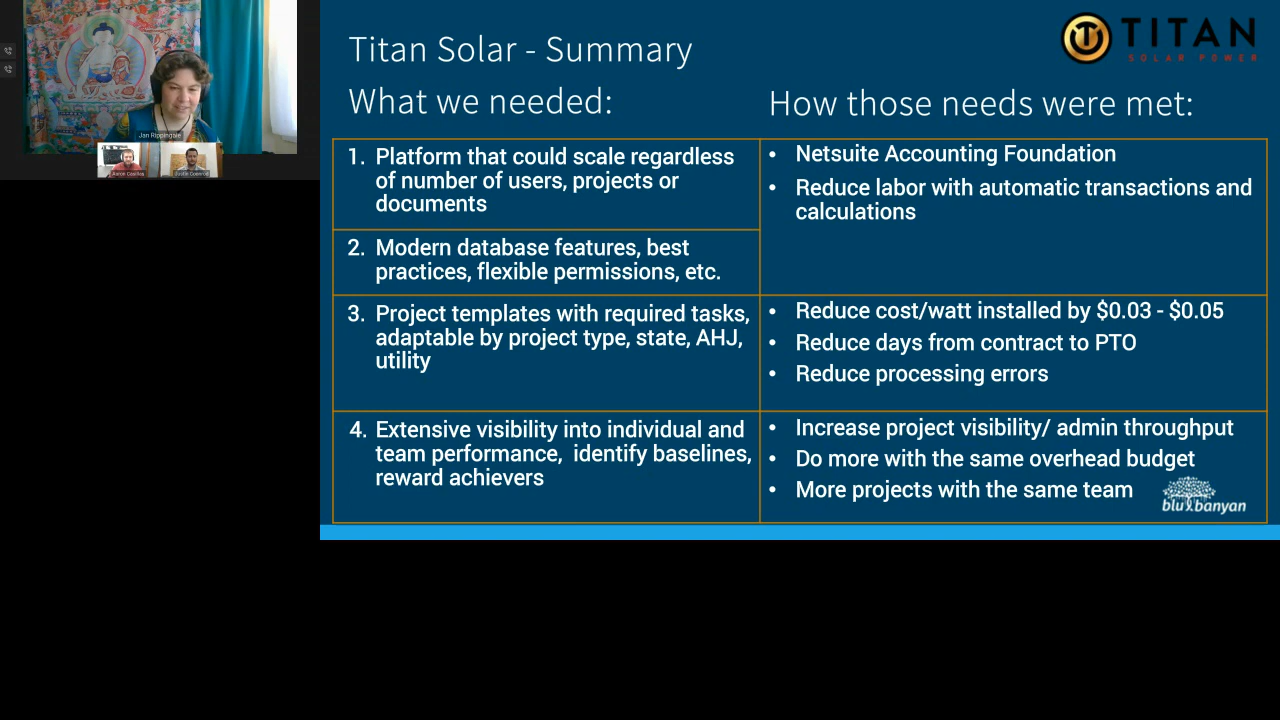 Jan Rippingale
Aaron Casillas
Justin Coonrod
Titan Solar - Summary
TITAN
SOLAR POWER
What we needed:
How those needs were met:
1. Platform that could scale regardless
of number of users, projects or
documents
• Netsuite Accounting Foundation
• Reduce labor with automatic transactions and
calculations
2. Modern database features, best
practices, flexible permissions, etc.
3. Project templates with required tasks,
adaptable by project type, state, AHJ,
utility
• Reduce cost/watt installed by $0.03 - $0.05
• Reduce days from contract to PTO
• Reduce processing errors
4. Extensive visibility into individual and
team performance,  identify baselines,
reward achievers
• Increase project visibility/ admin throughput
• Do more with the same overhead budget
• More projects with the same team
blu banyan